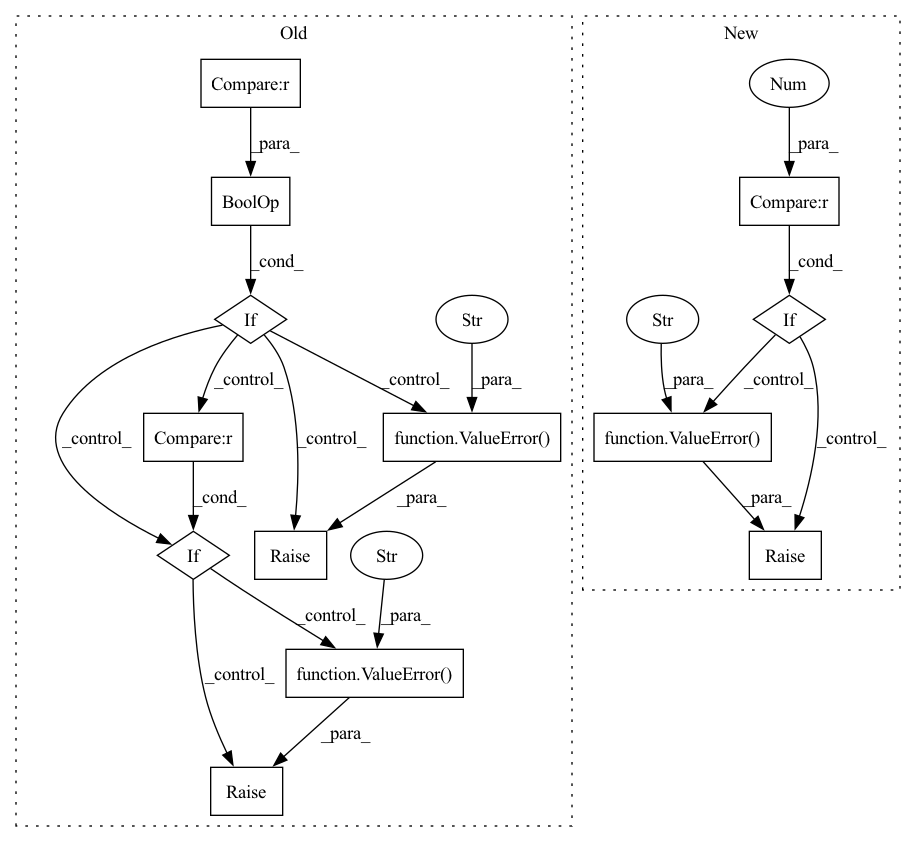 Old
New
Compare:r
Num
_para_
_para_
BoolOp
Compare:r
_cond_
_cond_
If
Str
Str
If
_control_
_control_
_para_
_para_
_control_
_control_
Compare:r
_control_
function.ValueError()
function.ValueError()
_control_
_cond_
_para_
_para_
If
Raise
Str
Raise
_control_
_para_
_control_
function.ValueError()
_para_
Raise